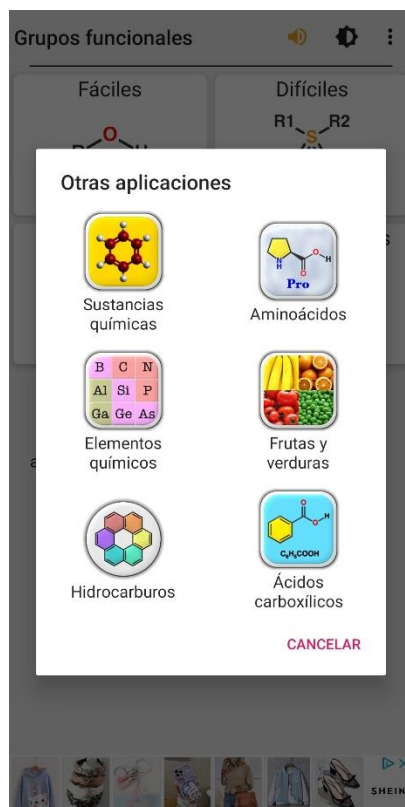 Grupos funcionales
Fáciles
Difíciles
O
R1 S R2
Otras aplicaciones
Pro
N
H
O
O
H
Sustancias
químicas
Aminoácidos
B C N
Al Si P
Ga Ge As
Elementos
químicos
Frutas y
verduras
O
O
H
C₆H₅COOH
Hidrocarburos
Ácidos
carboxílicos
CANCELAR
SHEIN